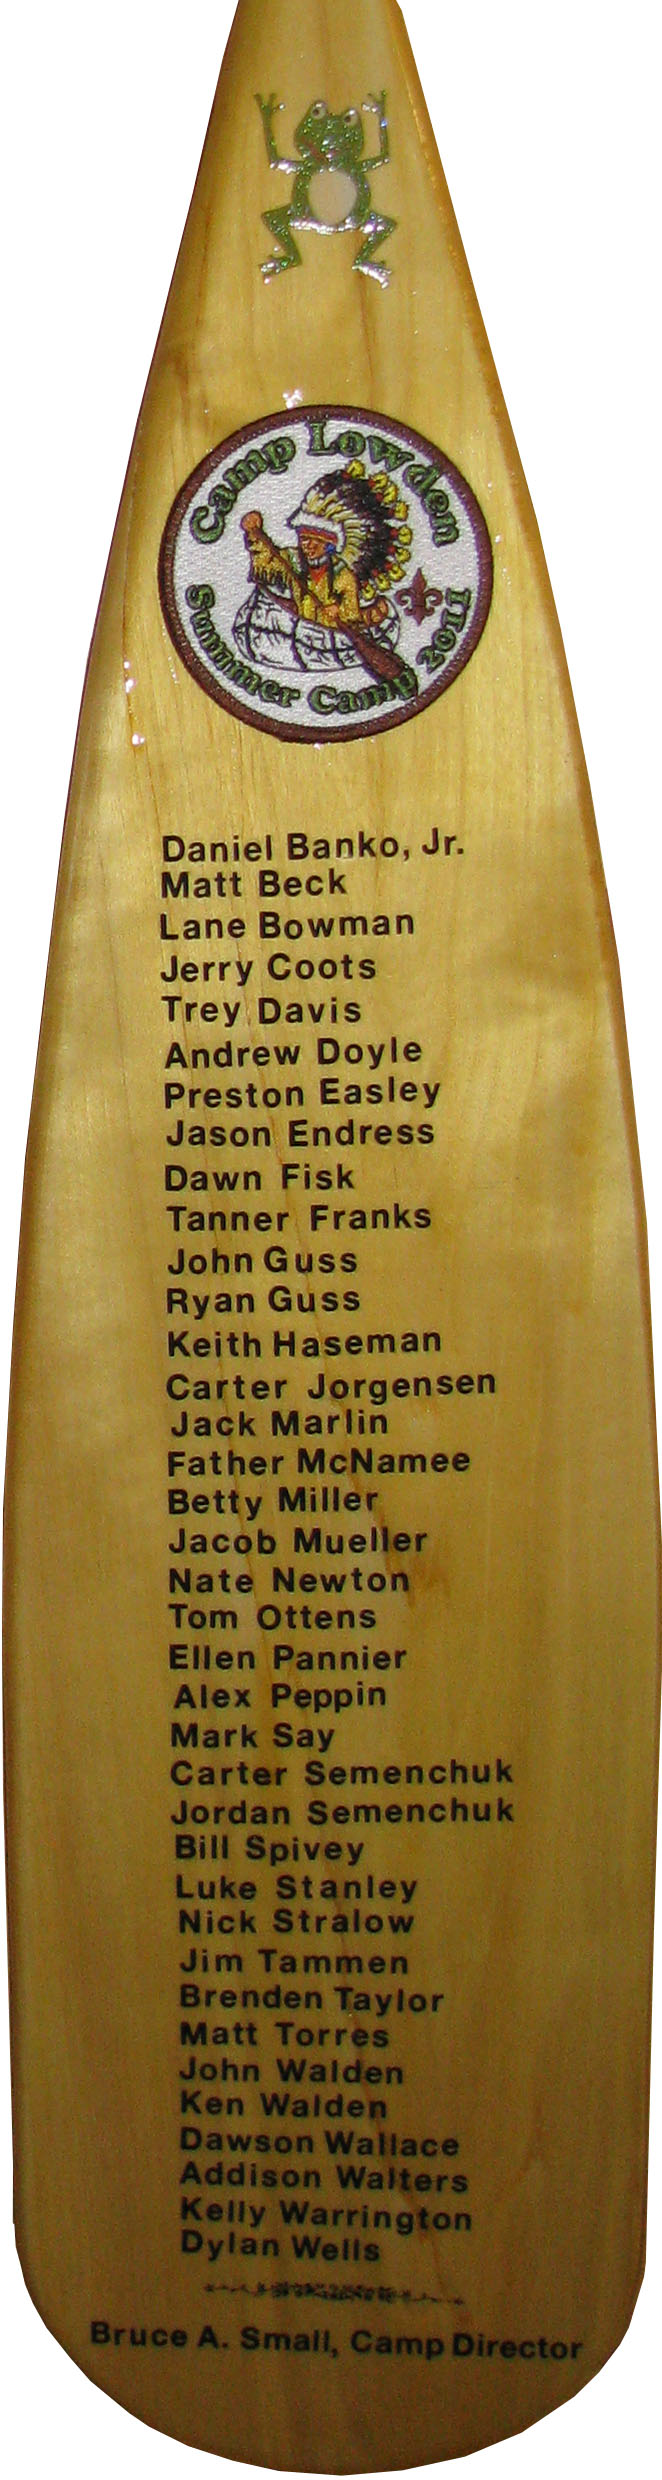 Camp Lowden
Summer Camp 2011
Daniel Banko, Jr.
Matt Beck
Lane Bowman
Jerry Coots
Trey Davis
Andrew Doyle
Preston Easley
Jason Endress
Dawn Fisk
Tanner Franks
John Guss
Ryan Guss
Keith Haseman
Carter Jorgensen
Jack Marlin
Father McNamee
Betty Miller
Jacob Mueller
Nate Newton
Tom Ottens
Ellen Pannier
Alex Peppin
Mark Say
Carter Semenchuk
Jordan Semenchuk
Bill Spivey
Luke Stanley
Nick Stralow
Jim Tammen
Brenden Taylor
Matt Torres
John Walden
Ken Walden
Dawson Wallace
Addison Walters
Kelly Warrington
Dylan Wells
Bruce A. Small, Camp Director